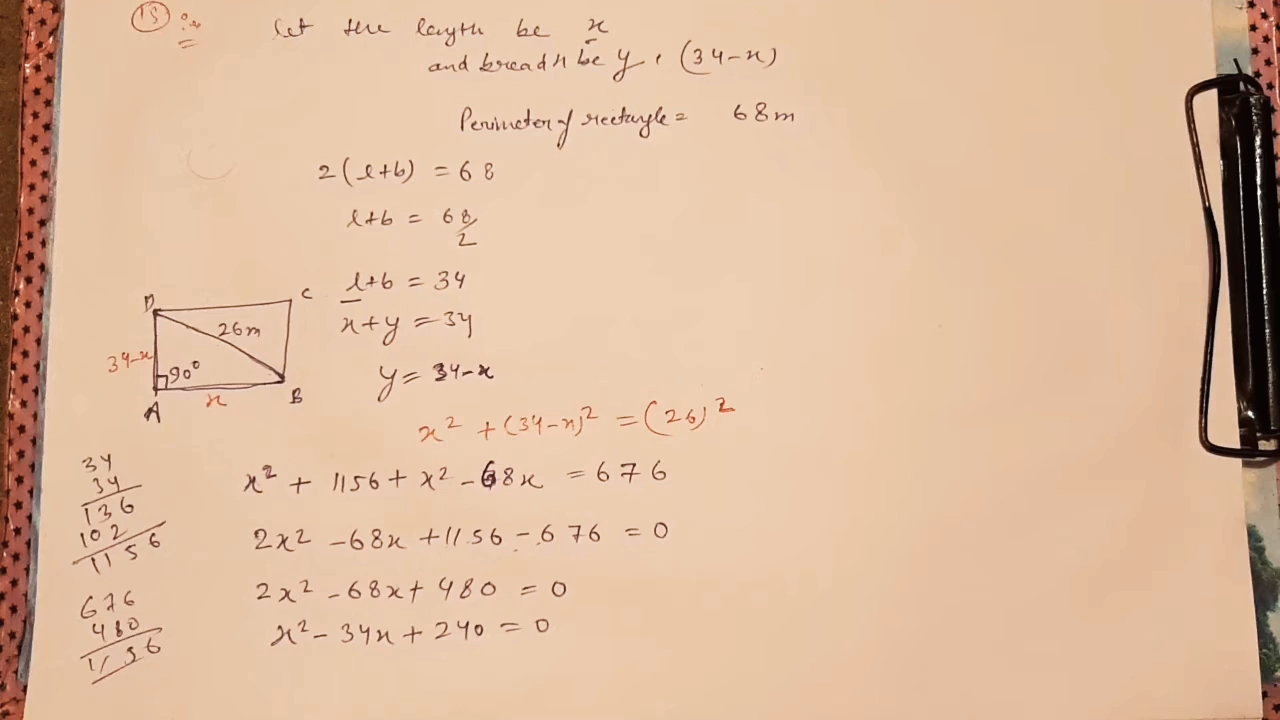 13
Let the length be x
and breadth be y, (34-x)
Perimeter of rectangle = 68m
2(l+b) = 68
l+b = 68/2
l+b = 34
x+y = 34
y = 34-x
D
C
26m
34-x
90°
A
x
B
x² + (34-x)² = (26)²
x² + 1156 + x² - 68x = 676
2x² - 68x + 1156 - 676 = 0
2x² - 68x + 480 = 0
x² - 34x + 240 = 0
34
34
136
102
1156
676
480
1156